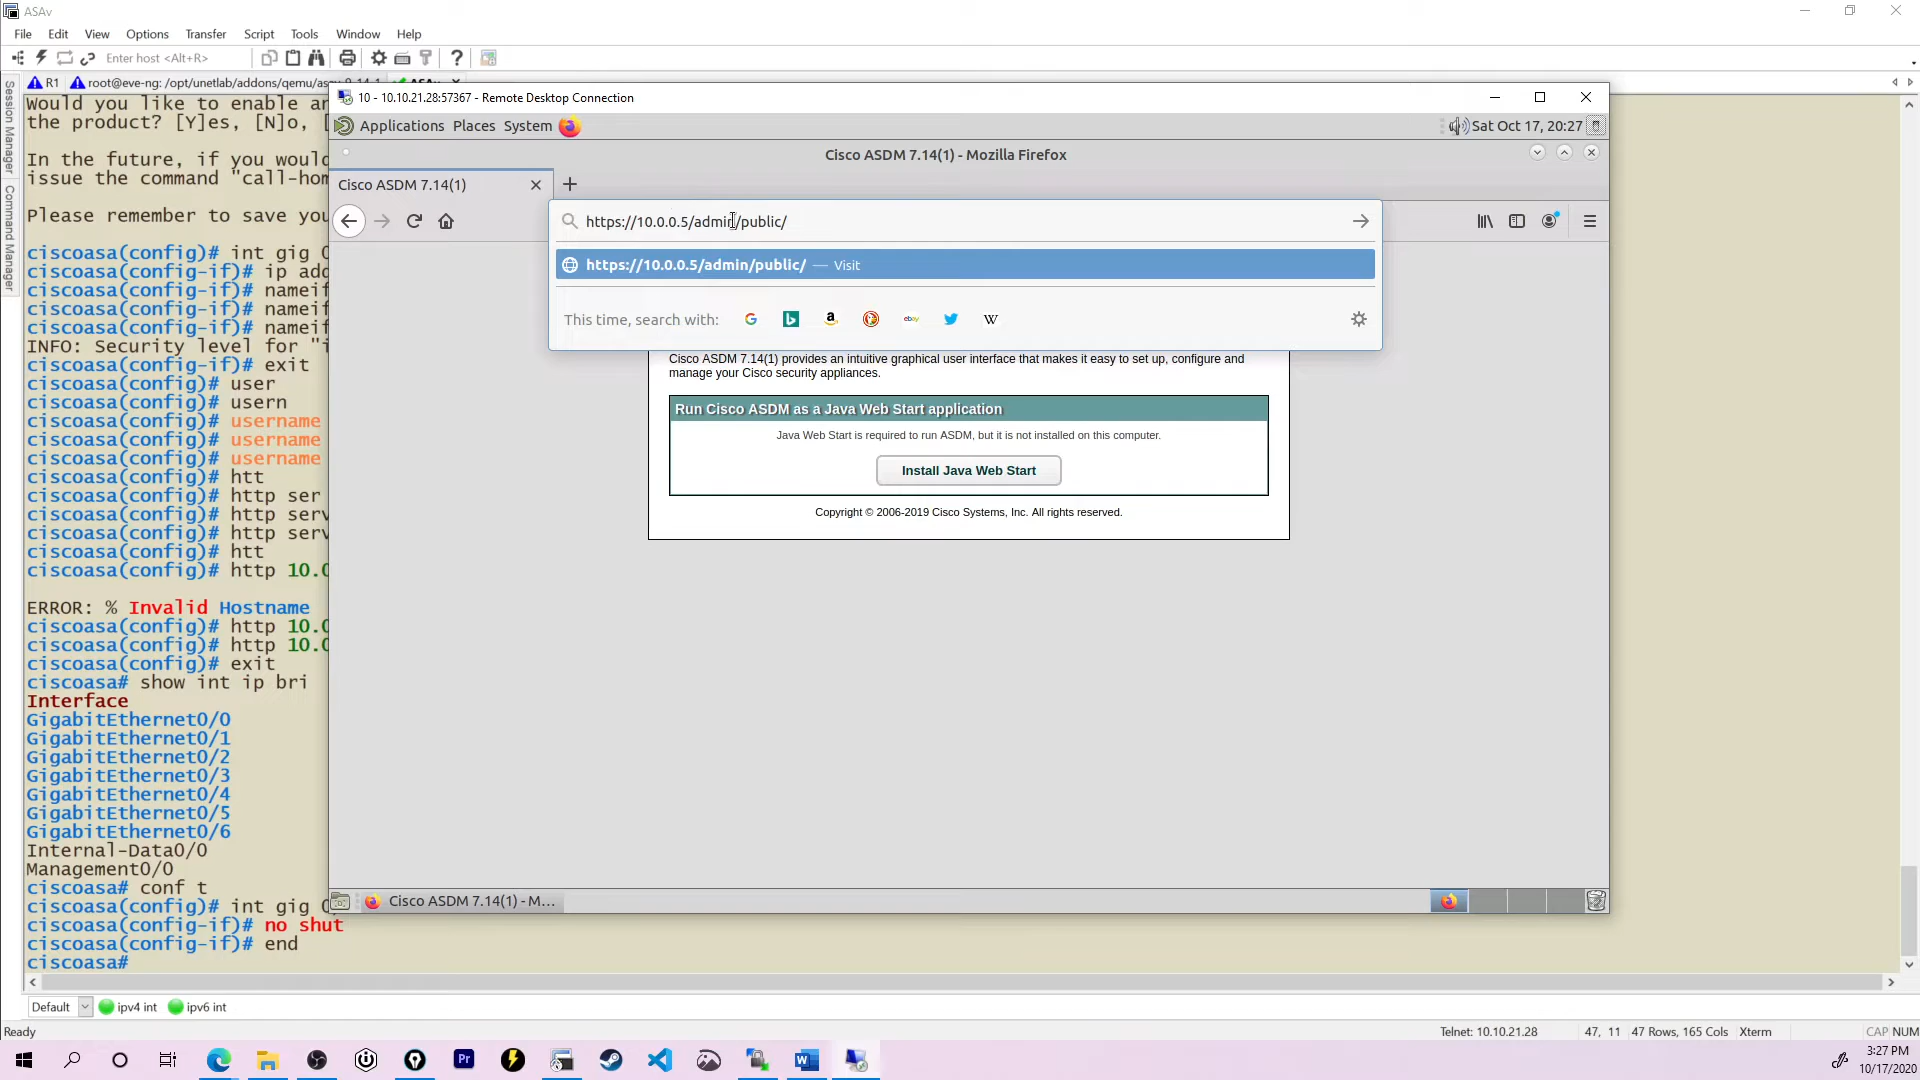 ASAv
File Edit View Options Transfer Script Tools Window Help
Enter host <Alt+R>
R1 root@eve-ng: /opt/unetlab/addons/qemu/as
Session Manager
Command Manager
Would you like to enable an
the product? [Y]es, [N]o, [
In the future, if you would
issue the command "call-hom
Please remember to save you
ciscoasa(config)# int gig 0
ciscoasa(config-if)# ip add
ciscoasa(config-if)# nameif
ciscoasa(config-if)# nameif
ciscoasa(config-if)# nameif
INFO: Security level for "i
ciscoasa(config-if)# exit
ciscoasa(config)# user
ciscoasa(config)# usern
ciscoasa(config)# username
ciscoasa(config)# username
ciscoasa(config)# username
ciscoasa(config)# htt
ciscoasa(config)# http ser
ciscoasa(config)# http serv
ciscoasa(config)# http serv
ciscoasa(config)# htt
ciscoasa(config)# http 10.0
ERROR: % Invalid Hostname
ciscoasa(config)# http 10.0
ciscoasa(config)# http 10.0
ciscoasa(config)# exit
ciscoasa# show int ip bri
Interface
GigabitEthernet0/0
GigabitEthernet0/1
GigabitEthernet0/2
GigabitEthernet0/3
GigabitEthernet0/4
GigabitEthernet0/5
GigabitEthernet0/6
Internal-Data0/0
Management0/0
ciscoasa# conf t
ciscoasa(config)# int gig 0
ciscoasa(config-if)# no shut
ciscoasa(config-if)# end
ciscoasa#
10 - 10.10.21.28:57367 - Remote Desktop Connection
Applications Places System Sat Oct 17, 20:27
Cisco ASDM 7.14(1) - Mozilla Firefox
Cisco ASDM 7.14(1)
https://10.0.0.5/admin/public/
https://10.0.0.5/admin/public/ — Visit
This time, search with:
Cisco ASDM 7.14(1) provides an intuitive graphical user interface that makes it easy to set up, configure and
manage your Cisco security appliances.
Run Cisco ASDM as a Java Web Start application
Java Web Start is required to run ASDM, but it is not installed on this computer.
Install Java Web Start
Copyright © 2006-2019 Cisco Systems, Inc. All rights reserved.
Cisco ASDM 7.14(1) - M...
Default ipv4 int ipv6 int
Ready Telnet: 10.10.21.28 47, 11 47 Rows, 165 Cols Xterm CAP NUM
3:27 PM
10/17/2020